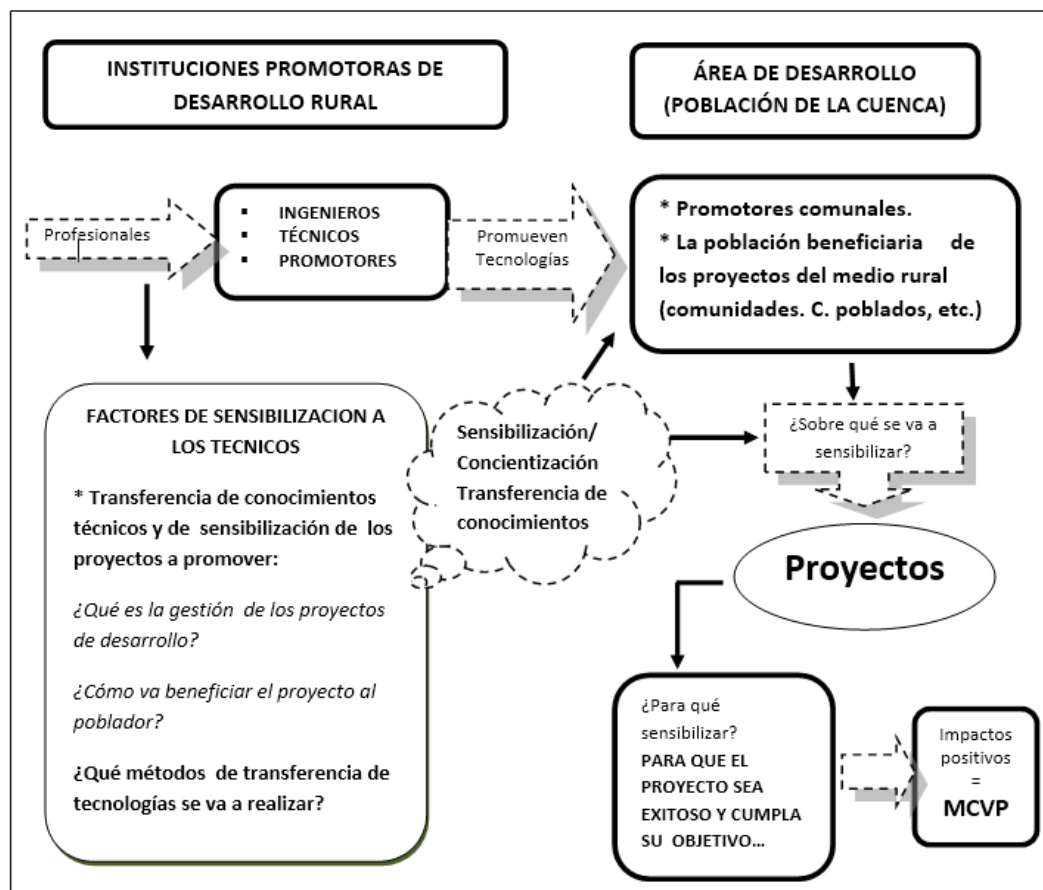 INSTITUCIONES PROMOTORAS DE
DESARROLLO RURAL
ÁREA DE DESARROLLO
(POBLACIÓN DE LA CUENCA)
Profesionales
▪ INGENIEROS
▪ TÉCNICOS
▪ PROMOTORES
Promueven
Tecnologías
* Promotores comunales.
* La población beneficiaria de
los proyectos del medio rural
(comunidades. C. poblados, etc.)
FACTORES DE SENSIBILIZACION A
LOS TECNICOS
* Transferencia de conocimientos
técnicos y de sensibilización de los
proyectos a promover:
¿Qué es la gestión de los proyectos
de desarrollo?
¿Cómo va beneficiar el proyecto al
poblador?
¿Qué métodos de transferencia de
tecnologías se va a realizar?
Sensibilización/
Concientización
Transferencia de
conocimientos
¿Sobre qué se va a
sensibilizar?
Proyectos
¿Para qué
sensibilizar?
PARA QUE EL
PROYECTO SEA
EXITOSO Y CUMPLA
SU OBJETIVO...
Impactos
positivos
=
MCVP